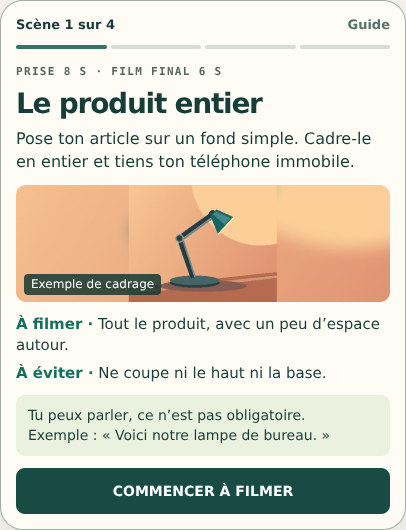 Scène 1 sur 4
Guide
PRISE 8 S · FILM FINAL 6 S
Le produit entier
Pose ton article sur un fond simple. Cadre-le
en entier et tiens ton téléphone immobile.
Exemple de cadrage
À filmer · Tout le produit, avec un peu d’espace
autour.
À éviter · Ne coupe ni le haut ni la base.
Tu peux parler, ce n’est pas obligatoire.
Exemple : « Voici notre lampe de bureau. »
COMMENCER À FILMER